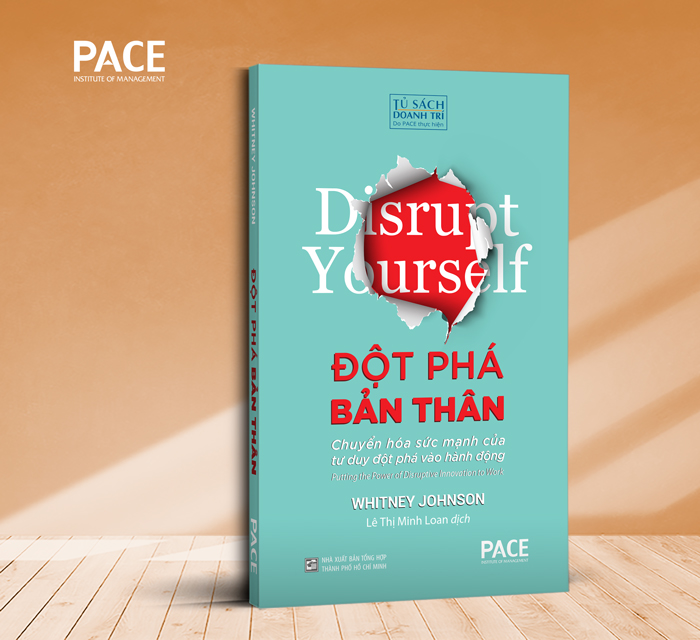 PACE
INSTITUTE OF MANAGEMENT
WHITNEY JOHNSON
ĐỘT PHÁ BẢN THÂN
PACE
TỦ SÁCH
DOANH TRÍ
Do PACE thực hiện
Disrupt
Yourself
ĐỘT PHÁ
BẢN THÂN
Chuyển hóa sức mạnh của
tư duy đột phá vào hành động
Putting the Power of Disruptive Innovation to Work
WHITNEY JOHNSON
Lê Thị Minh Loan dịch
NHÀ XUẤT BẢN TỔNG HỢP
THÀNH PHỐ HỒ CHÍ MINH
PACE
INSTITUTE OF MANAGEMENT